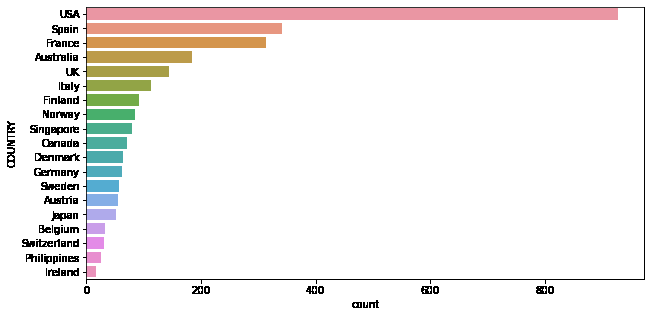 USA
Spain
France
Australia
UK
Italy
Finland
Norway
Singapore
Canada
Denmark
Germany
Sweden
Austria
Japan
Belgium
Switzerland
Philippines
Ireland
COUNTRY
0 200 400 600 800
count